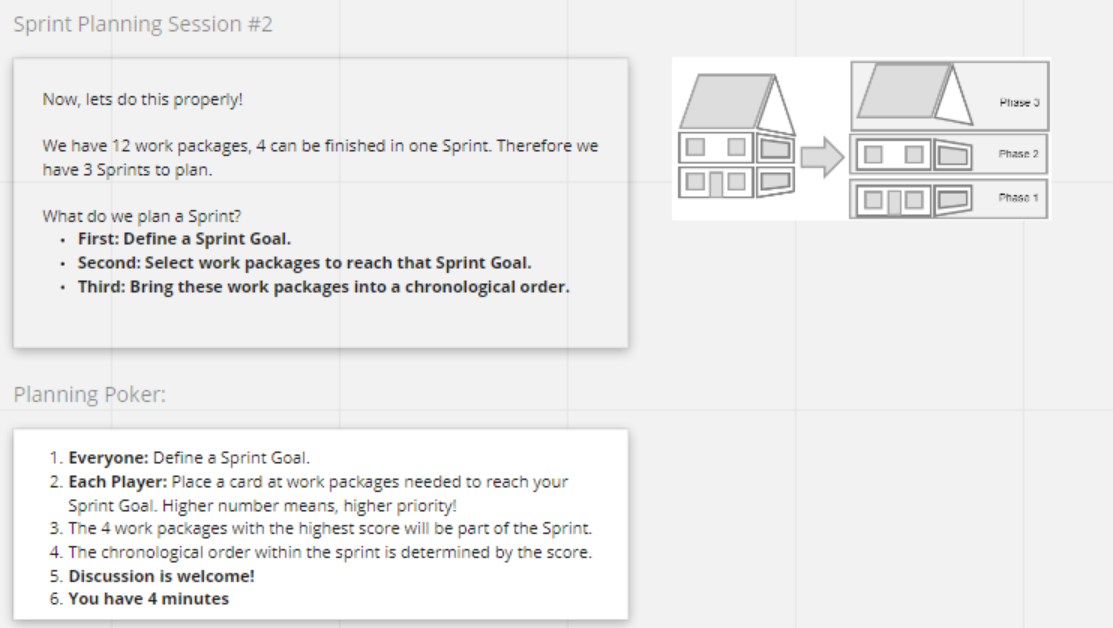 Sprint Planning Session #2
Now, lets do this properly!
We have 12 work packages, 4 can be finished in one Sprint. Therefore we
have 3 Sprints to plan.
What do we plan a Sprint?
• First: Define a Sprint Goal.
• Second: Select work packages to reach that Sprint Goal.
• Third: Bring these work packages into a chronological order.
Phase 3
Phase 2
Phase 1
Planning Poker:
1. Everyone: Define a Sprint Goal.
2. Each Player: Place a card at work packages needed to reach your
Sprint Goal. Higher number means, higher priority!
3. The 4 work packages with the highest score will be part of the Sprint.
4. The chronological order within the sprint is determined by the score.
5. Discussion is welcome!
6. You have 4 minutes